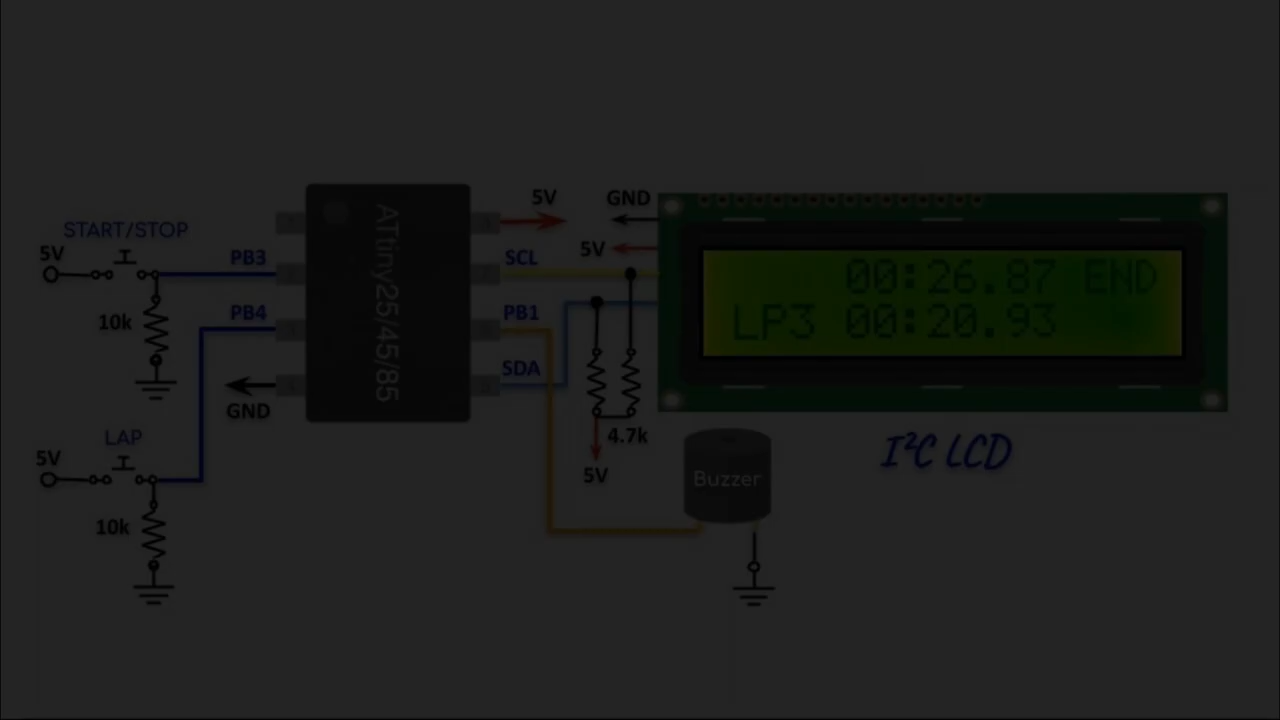 START/STOP
5V
PB3
10k
PB4
GND
LAP
5V
10k
ATtiny25/45/85
5V
SCL
PB1
SDA
GND
5V
4.7k
5V
00:26.87 END
LP3 00:20.93
I²C LCD
Buzzer